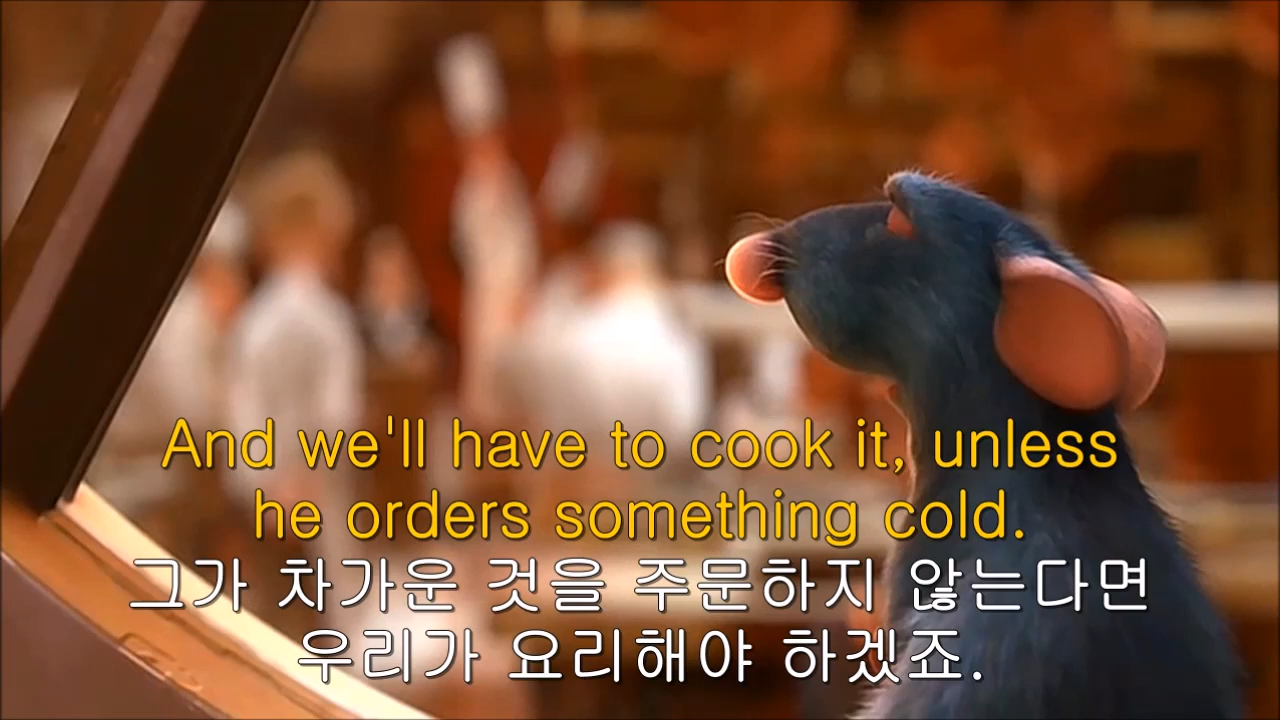 And we'll have to cook it, unless
he orders something cold.
그가 차가운 것을 주문하지 않는다면
우리가 요리해야 하겠죠.